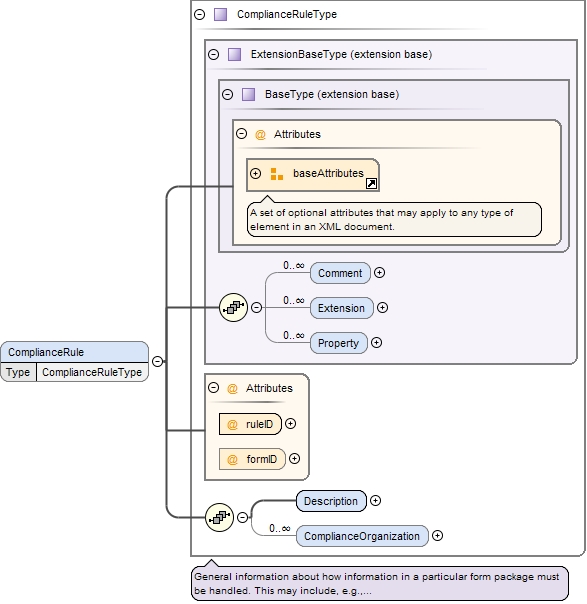 ComplianceRuleType
ExtensionBaseType (extension base)
BaseType (extension base)
@ Attributes
baseAttributes
A set of optional attributes that may apply to any type of
element in an XML document.
0..∞
Comment
0..∞
Extension
0..∞
Property
ComplianceRule
Type ComplianceRuleType
@ Attributes
@ ruleID
@ formID
Description
0..∞
ComplianceOrganization
General information about how information in a particular form package must
be handled. This may include, e.g.,...